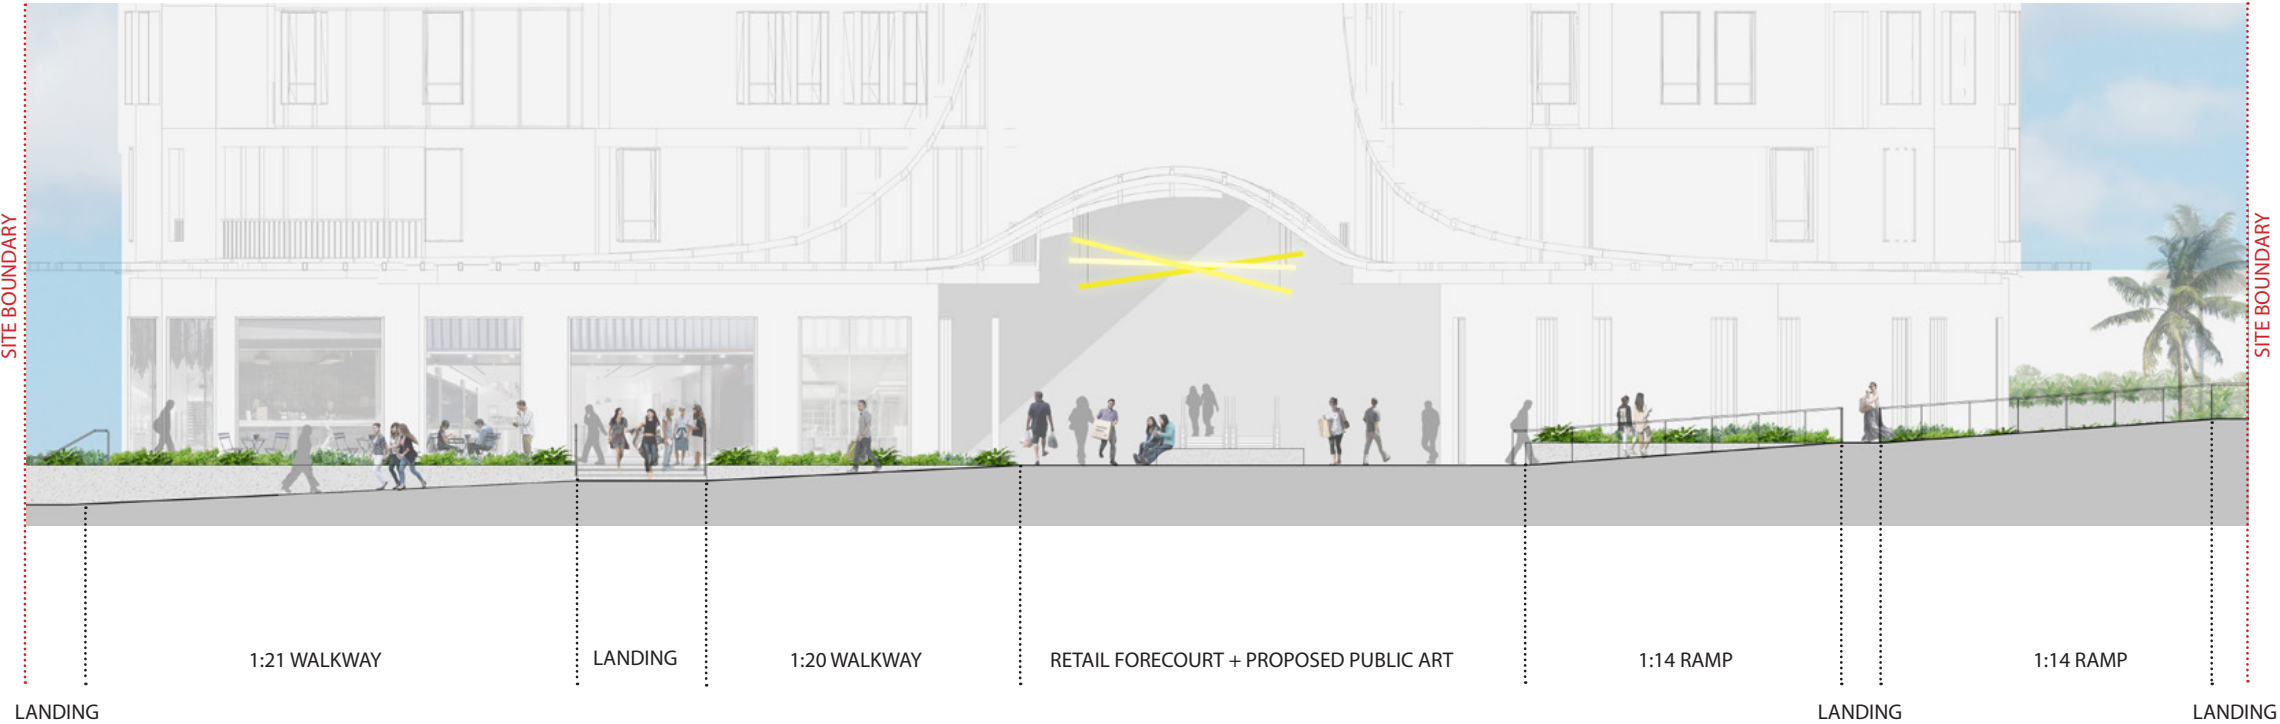 SITE BOUNDARY
SITE BOUNDARY
1:21 WALKWAY
LANDING
1:20 WALKWAY
RETAIL FORECOURT + PROPOSED PUBLIC ART
1:14 RAMP
1:14 RAMP
LANDING
LANDING
LANDING